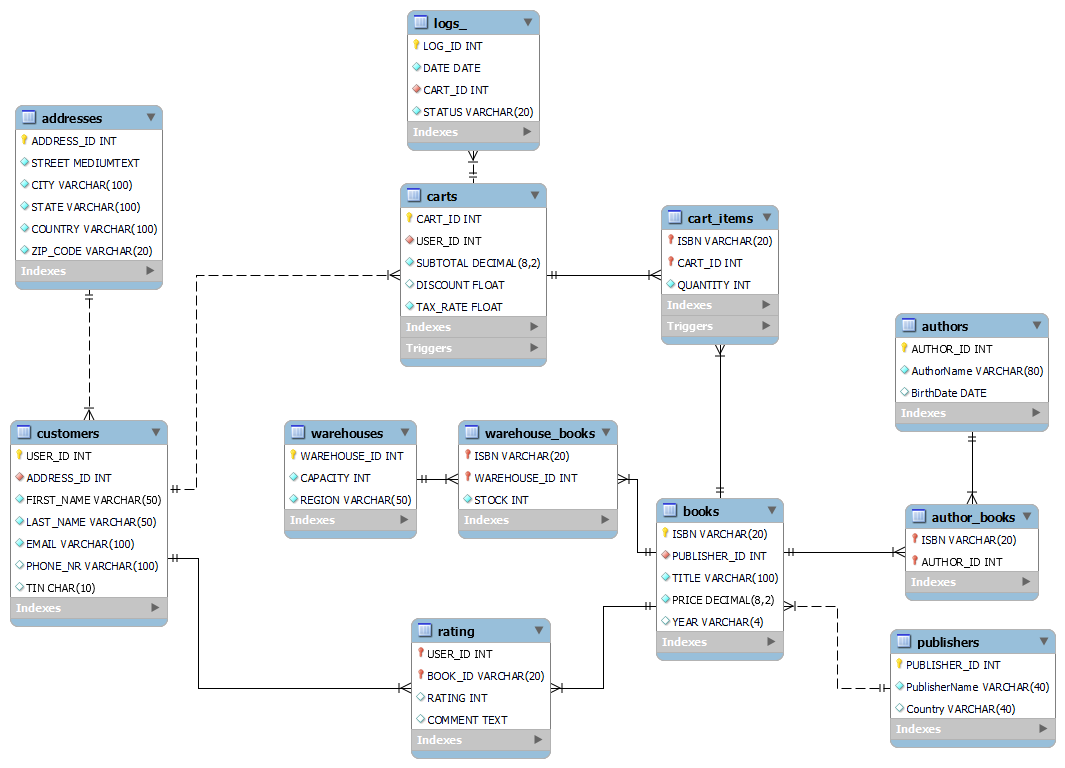 logs_
LOG_ID INT
DATE DATE
CART_ID INT
STATUS VARCHAR(20)
Indexes
addresses
ADDRESS_ID INT
STREET MEDIUMTEXT
CITY VARCHAR(100)
STATE VARCHAR(100)
COUNTRY VARCHAR(100)
ZIP_CODE VARCHAR(20)
Indexes
carts
CART_ID INT
USER_ID INT
SUBTOTAL DECIMAL(8,2)
DISCOUNT FLOAT
TAX_RATE FLOAT
Indexes
Triggers
cart_items
ISBN VARCHAR(20)
CART_ID INT
QUANTITY INT
Indexes
Triggers
authors
AUTHOR_ID INT
AuthorName VARCHAR(80)
BirthDate DATE
Indexes
customers
USER_ID INT
ADDRESS_ID INT
FIRST_NAME VARCHAR(50)
LAST_NAME VARCHAR(50)
EMAIL VARCHAR(100)
PHONE_NR VARCHAR(100)
TIN CHAR(10)
Indexes
warehouses
WAREHOUSE_ID INT
CAPACITY INT
REGION VARCHAR(50)
Indexes
warehouse_books
ISBN VARCHAR(20)
WAREHOUSE_ID INT
STOCK INT
Indexes
books
ISBN VARCHAR(20)
PUBLISHER_ID INT
TITLE VARCHAR(100)
PRICE DECIMAL(8,2)
YEAR VARCHAR(4)
Indexes
author_books
ISBN VARCHAR(20)
AUTHOR_ID INT
Indexes
rating
USER_ID INT
BOOK_ID VARCHAR(20)
RATING INT
COMMENT TEXT
Indexes
publishers
PUBLISHER_ID INT
PublisherName VARCHAR(40)
Country VARCHAR(40)
Indexes